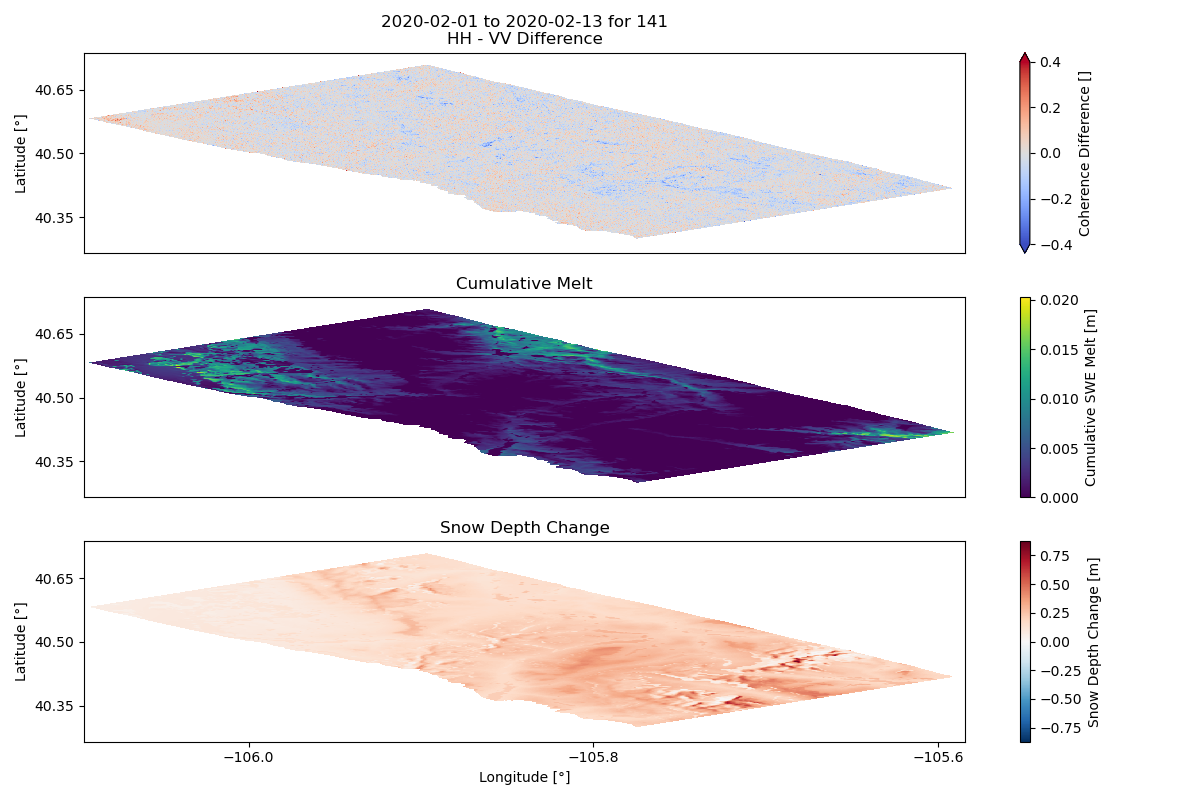 2020-02-01 to 2020-02-13 for 141
HH - VV Difference
40.65
40.50
40.35
Latitude [°]
0.4
0.2
0.0
−0.2
−0.4
Coherence Difference []
Cumulative Melt
40.65
40.50
40.35
Latitude [°]
0.020
0.015
0.010
0.005
0.000
Cumulative SWE Melt [m]
Snow Depth Change
40.65
40.50
40.35
Latitude [°]
0.75
0.50
0.25
0.00
−0.25
−0.50
−0.75
Snow Depth Change [m]
−106.0
−105.8
−105.6
Longitude [°]